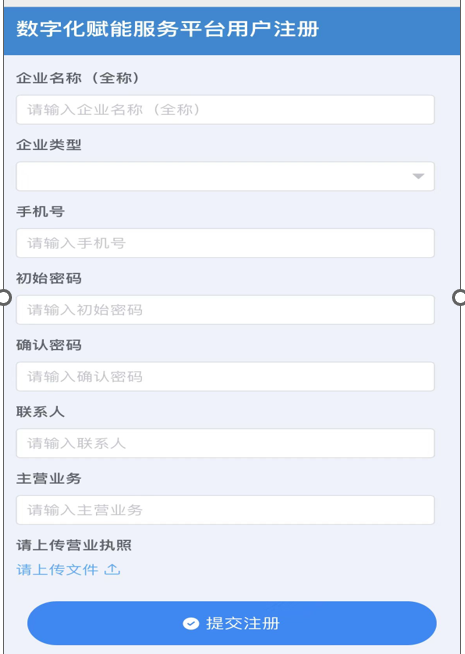 数字化赋能服务平台用户注册
企业名称（全称）
请输入企业名称（全称）
企业类型
手机号
请输入手机号
初始密码
请输入初始密码
确认密码
请输入确认密码
联系人
请输入联系人
主营业务
请输入主营业务
请上传营业执照
请上传文件
提交注册